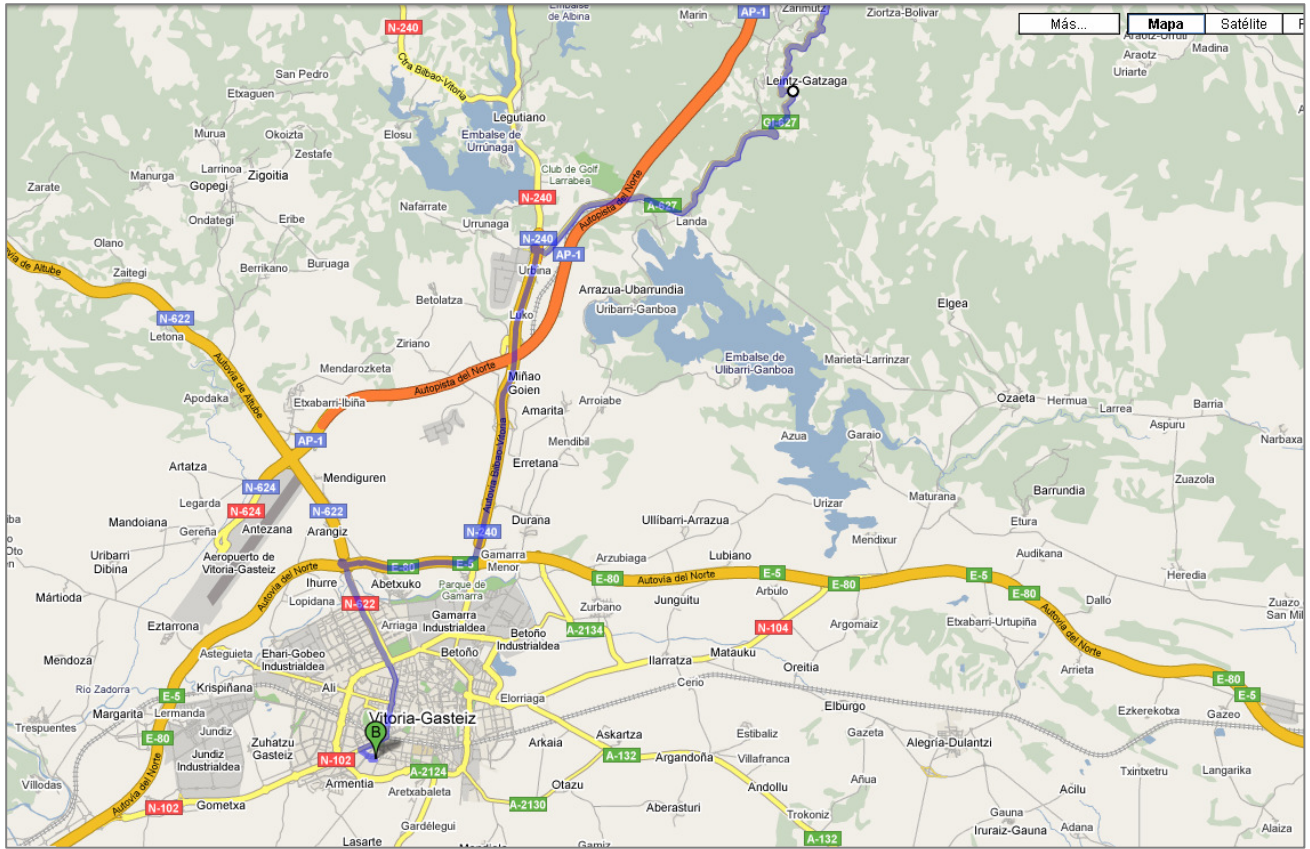 Más...
Mapa
Satélite
N-240
Embalse de Albina
Marin
AP-1
Zanmutz
Ziortza-Bolivar
Araotz-Urruti
Madina
Araotz
Uriarte
San Pedro
Ctra Bilbao-Vitoria
Leintz-Gatzaga
Etxaguen
Legutiano
Murua
Okoizta
Elosu
Embalse de Urrunaga
Zestafe
Larrinoa
Zigoitia
Manurga
Gopegi
Zarate
Club de Golf Larrabea
N-240
Nafarrate
Autopista del Norte
Landa
Ondategi
Eribe
Urrunaga
Olano
N-240
AP-1
Zaitegi
Berrikano
Buruaga
Urbina
Autovía de Altube
Betolatza
Arrazua-Ubarrundia
Uribarri-Ganboa
Elgea
N-622
Luko
Letona
Ziriano
Embalse de Ulibarri-Ganboa
Marieta-Larrinzar
Mendarozketa
Autopista del Norte
Miñao Goien
Autovía de Altube
Apodaka
Etxabarri-Ibiña
Amarita
Arroiabe
Ozaeta
Hermua
Larrea
Barria
Aspuru
AP-1
Mendibil
Azua
Garaio
Narbaxa
Autovía Bilbao-Vitoria
Artatza
Mendiguren
Erretana
Zuazola
N-624
Legarda
N-624
N-622
Maturana
Barrundia
Urizar
Mandoiana
Gereña
Antezana
Arangiz
N-240
Durana
Ullíbarri-Arrazua
Etura
Uribarri Dibina
Aeropuerto de Vitoria-Gasteiz
Gamarra Menor
Arzubiaga
Lubiano
Mendixur
Audikana
E-80
E-5
Heredia
Autovía del Norte
Ihurre
Abetxuko
Parque de Gamarra
E-80
Autovía del Norte
E-5
E-80
E-5
E-80
Mártioda
Lopidana
N-622
Zurbano
Junguitu
Arbulo
Dallo
Zuazo
San Mil
Eztarrona
Arriaga
Gamarra Industrialdea
Betoño Industrialdea
A-2134
N-104
Argomaiz
Etxabarri-Urtupiña
Autovía del Norte
Mendoza
Asteguieta
Ehari-Gobeo Industrialdea
Betoño
Ilarratza
Matauku
Oreitia
Arrieta
E-80
E-5
Río Zadorra
E-5
Krispiñana
Ali
Cerio
Elorriaga
Elburgo
Trespuentes
Margarita
Lermanda
Vitoria-Gasteiz
Ezkerekotxa
Gazeo
B
Jundiz
E-80
Zuhatzu Gasteiz
Arkaia
Askartza
Estibaliz
Gazeta
Alegría-Dulantzi
Jundiz Industrialdea
N-102
A-132
Argandoña
Villafranca
Txintxetru
Langarika
Villodas
Autovía del Norte
Armentia
A-2124
Otazu
Andollu
Añua
Acilu
Aretxabaleta
N-102
Gometxa
A-2130
Aberasturi
Trokoniz
Gauna
Gardélegui
Iruraiz-Gauna
Adana
Alaiza
Lasarte
A-132